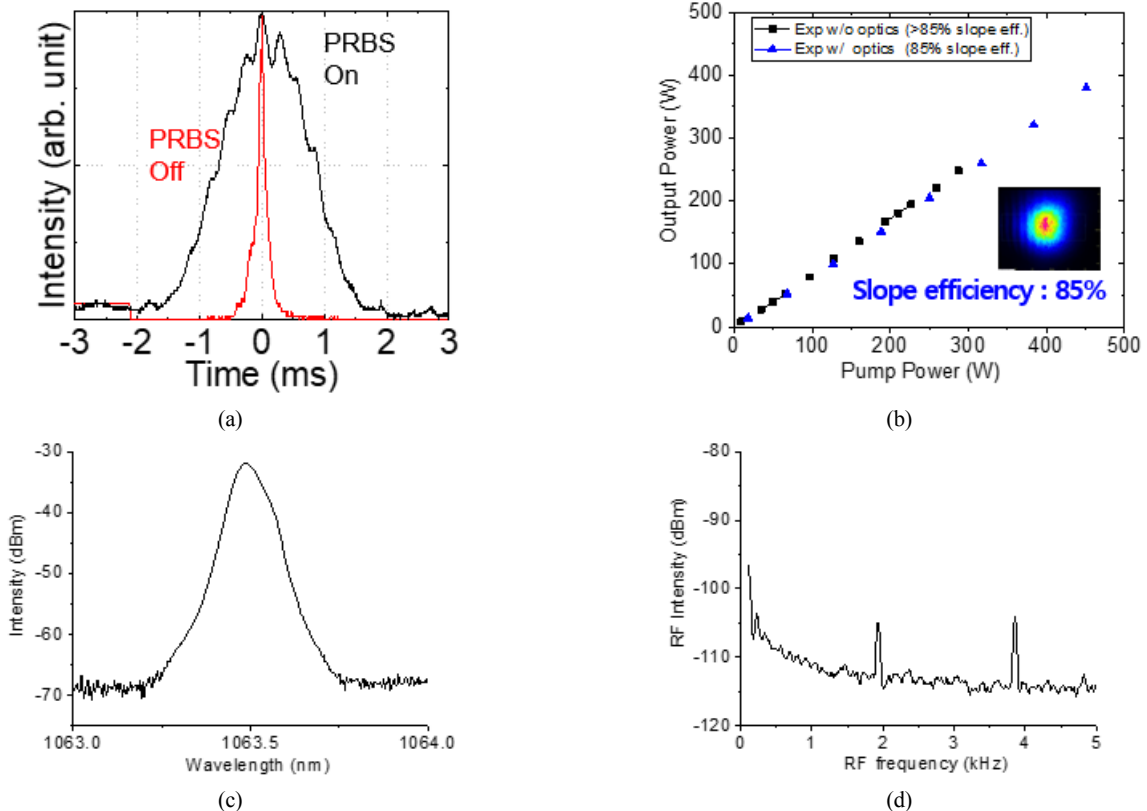 PRBS
On
PRBS
Off
Intensity (arb. unit)
-3 -2 -1 0 1 2 3
Time (ms)
(a)
Exp w/o optics (>85% slope eff.)
Exp w/ optics (85% slope eff.)
500
400
300
200
100
0
Output Power (W)
Slope efficiency : 85%
0 100 200 300 400 500
Pump Power (W)
(b)
-30
-40
-50
-60
-70
Intensity (dBm)
1063.0 1063.5 1064.0
Wavelength (nm)
(c)
-80
-90
-100
-110
-120
RF Intensity (dBm)
0 1 2 3 4 5
RF frequency (kHz)
(d)